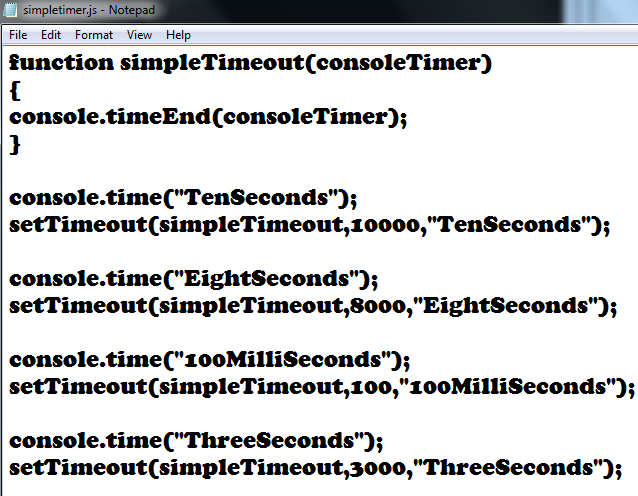 simpletimer.js - Notepad
File Edit Format View Help
function simpleTimeout(consoleTimer)
{
console.timeEnd(consoleTimer);
}
console.time("TenSeconds");
setTimeout(simpleTimeout,10000,"TenSeconds");
console.time("EightSeconds");
setTimeout(simpleTimeout,8000,"EightSeconds");
console.time("100MilliSeconds");
setTimeout(simpleTimeout,100,"100MilliSeconds");
console.time("ThreeSeconds");
setTimeout(simpleTimeout,3000,"ThreeSeconds");